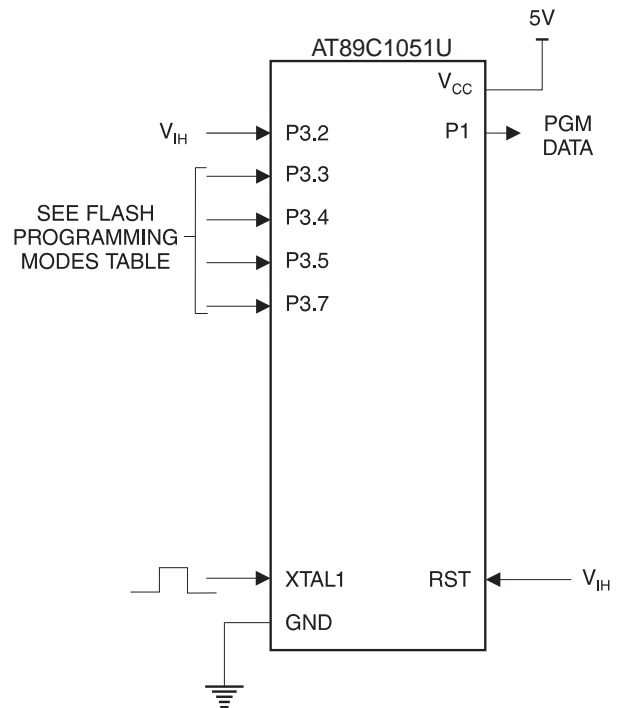 5V
AT89C1051U
VCC
VIH
P3.2
P1
PGM
DATA
P3.3
SEE FLASH
PROGRAMMING
MODES TABLE
P3.4
P3.5
P3.7
XTAL1
RST
VIH
GND